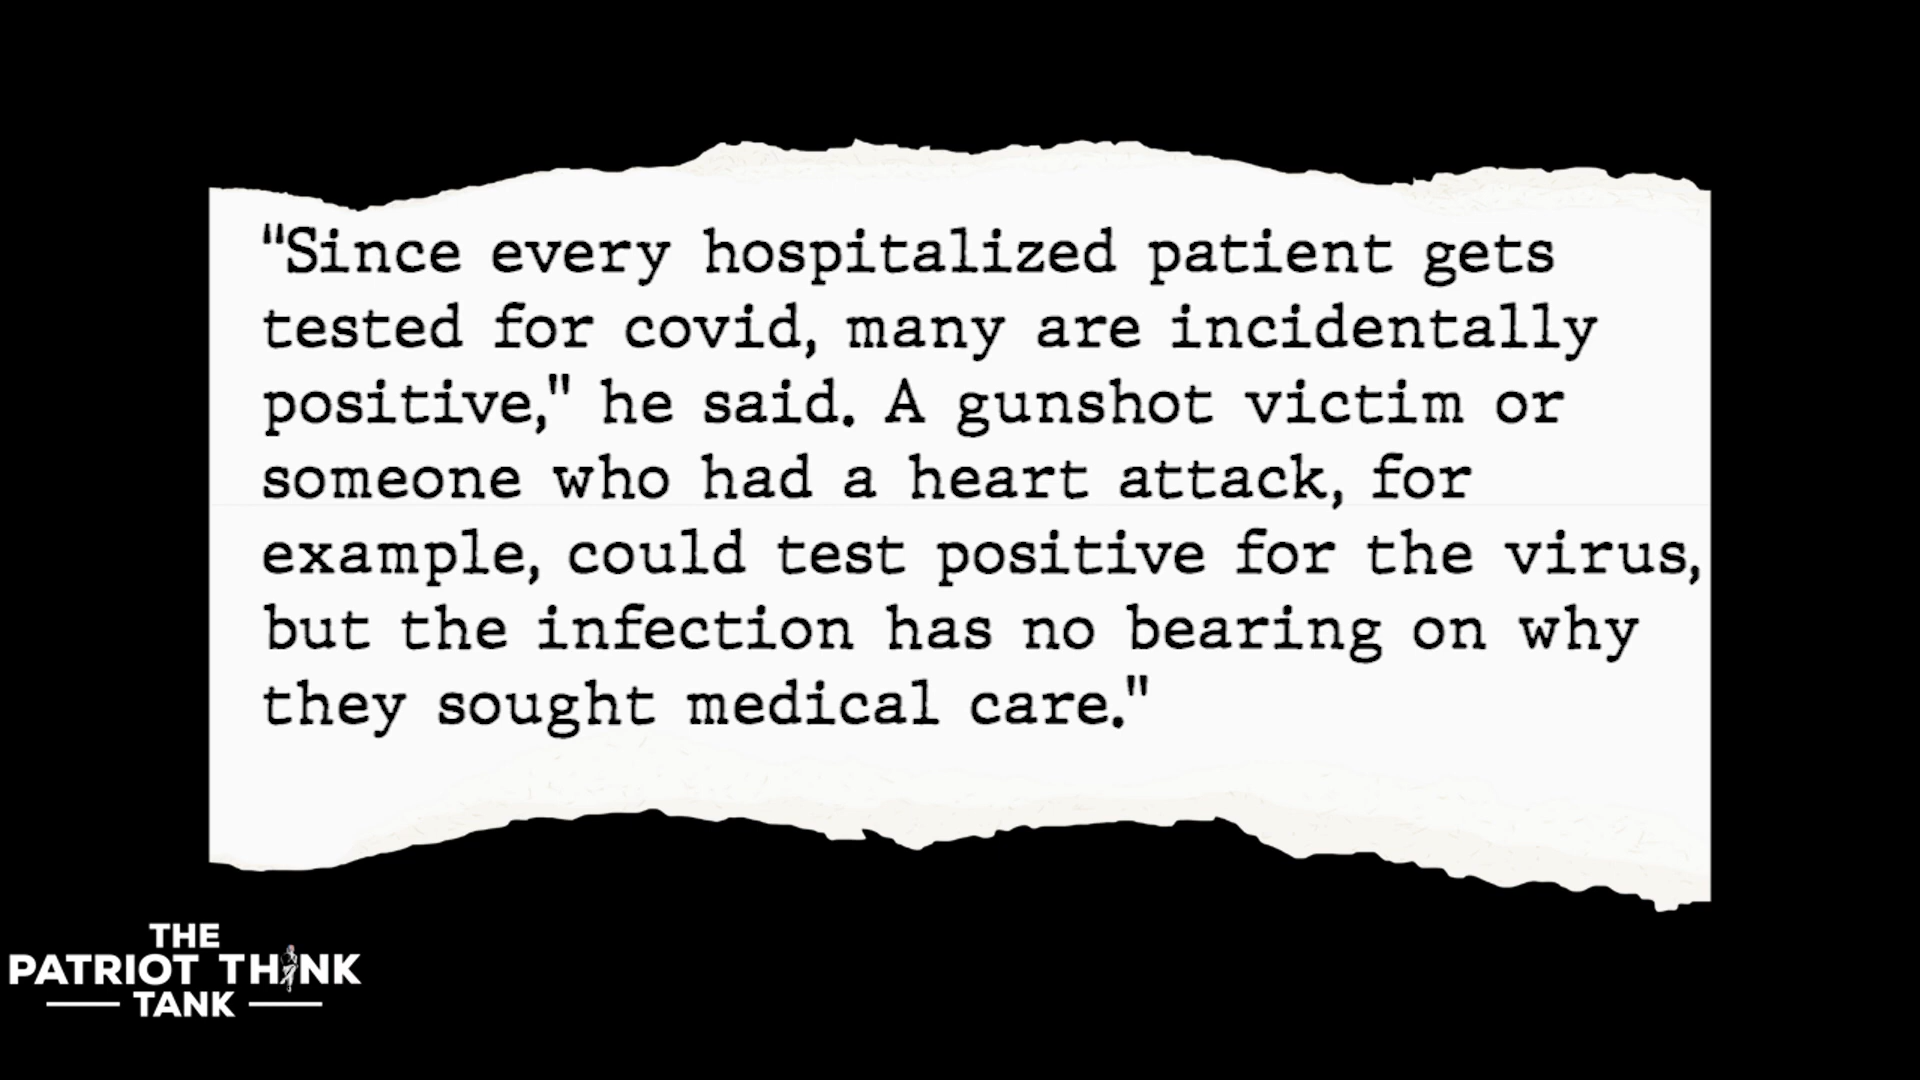 “Since every hospitalized patient gets
tested for covid, many are incidentally
positive," he said. A gunshot victim or
someone who had a heart attack, for
example, could test positive for the virus,
but the infection has no bearing on why
they sought medical care."
THE
PATRIOT THINK
TANK